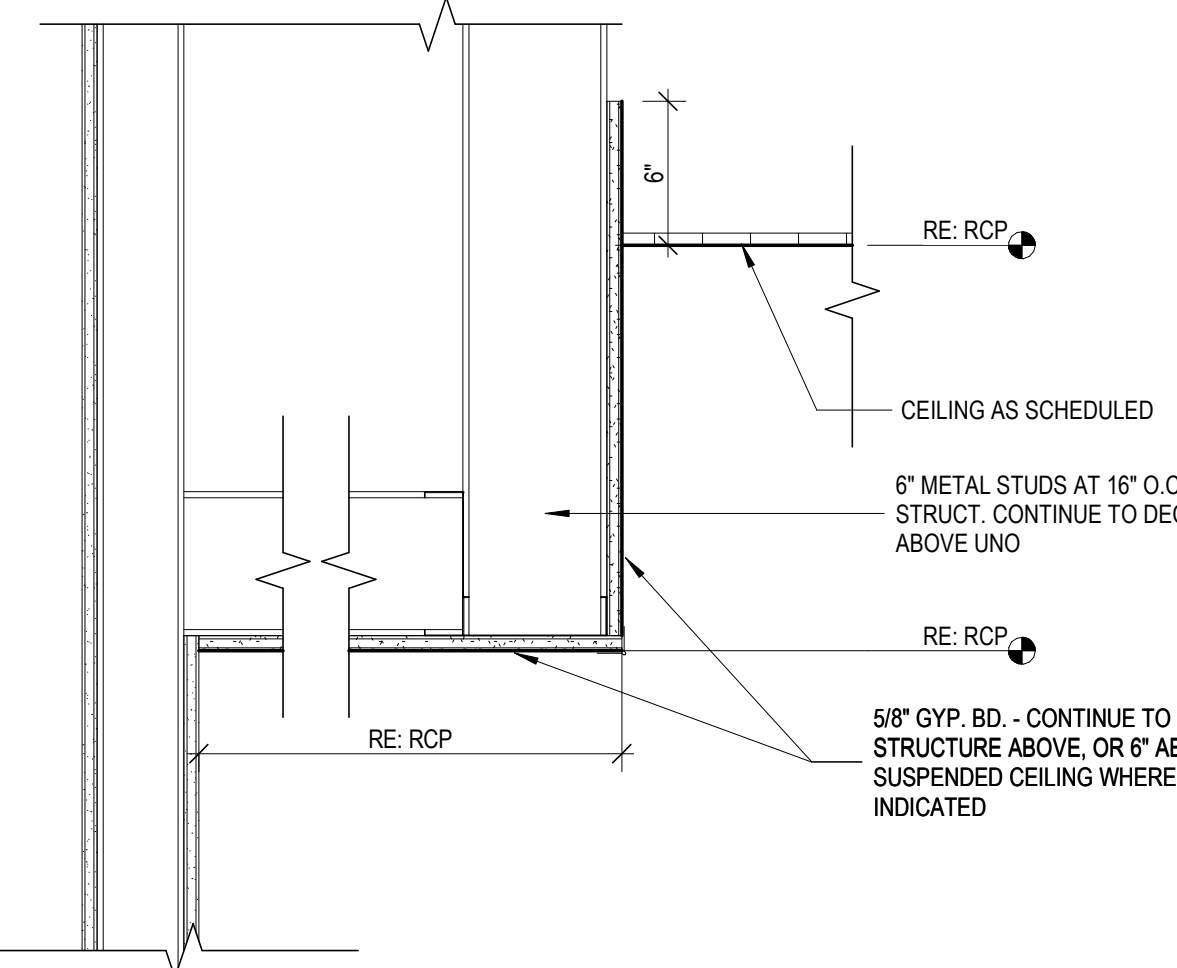 6"
RE: RCP
CEILING AS SCHEDULED
6" METAL STUDS AT 16" O.C
STRUCT. CONTINUE TO
ABOVE UNO
RE: RCP
5/8" GYP. BD. - CONTINUE TO
STRUCTURE ABOVE, OR 6"
SUSPENDED CEILING WHERE
INDICATED
RE: RCP